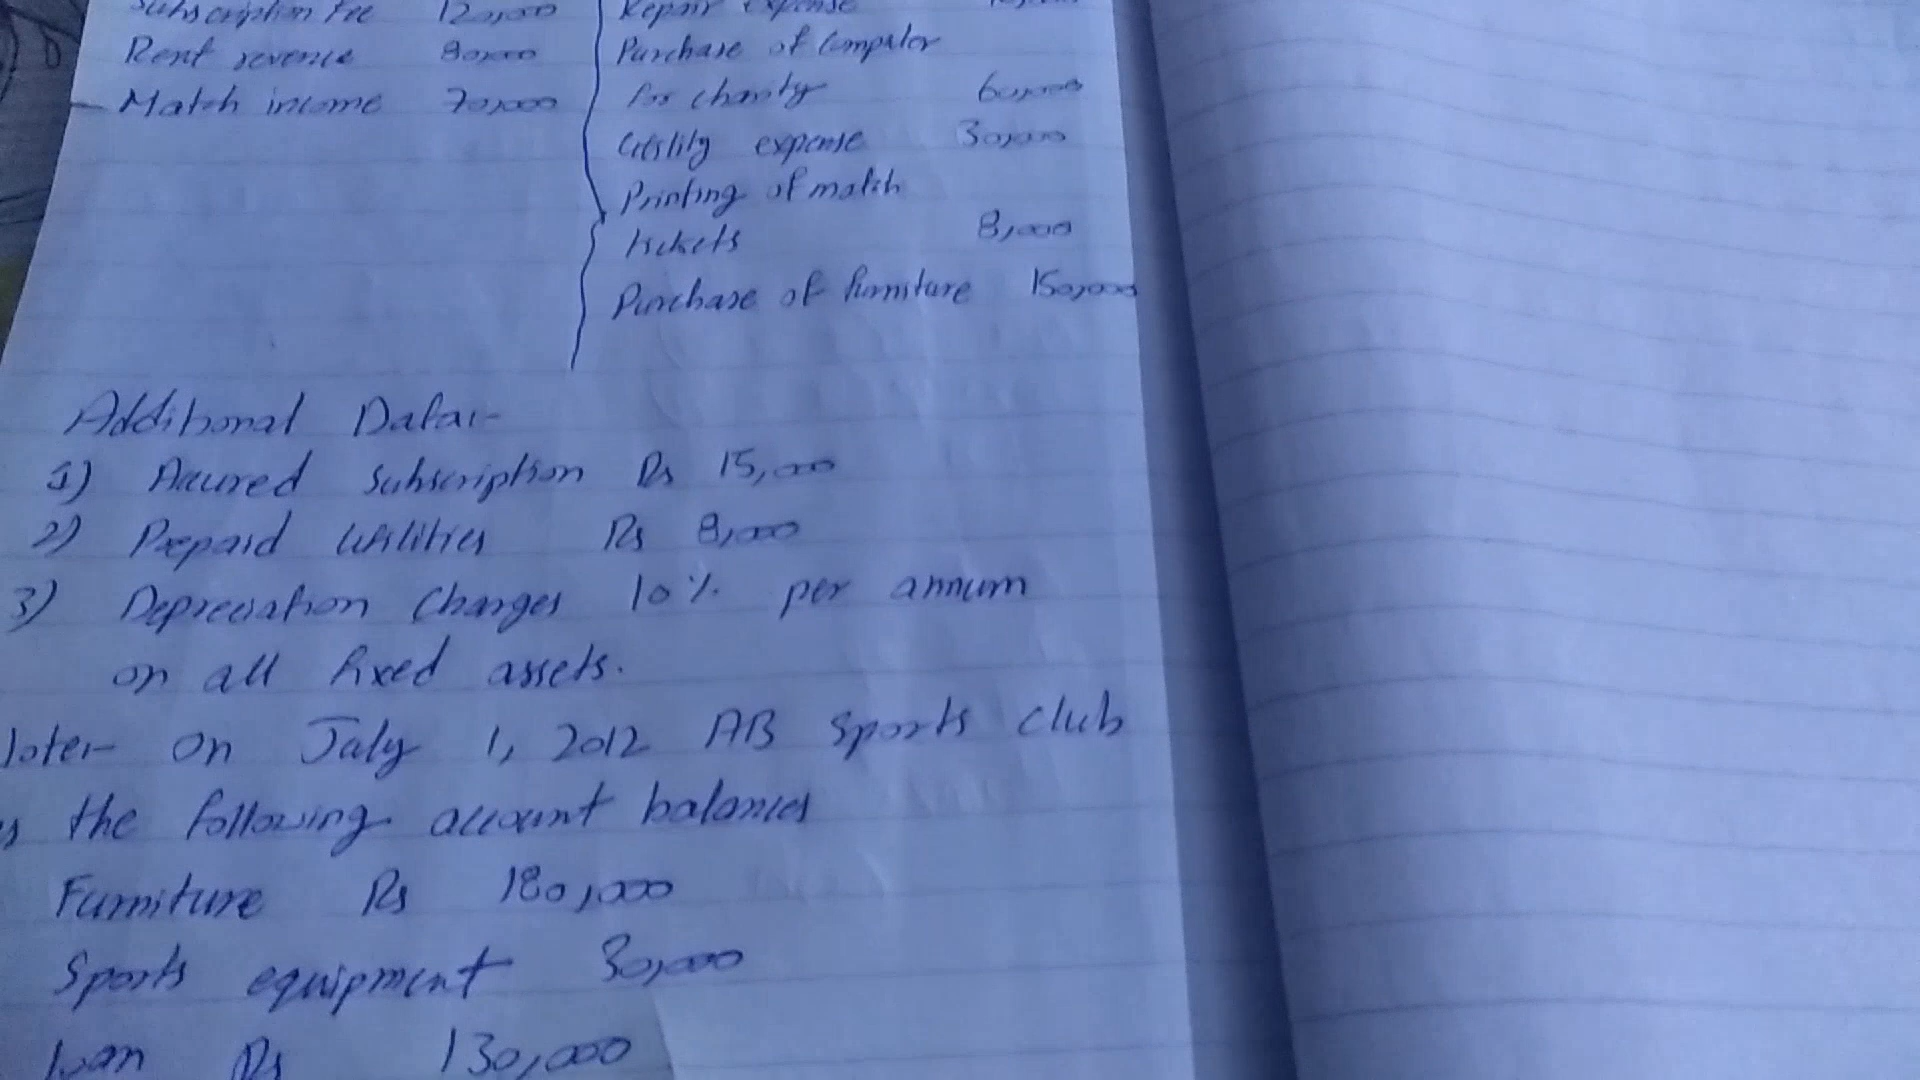 Subscription Fee 120,000 Repair expense
Rent revenue 80,000 Purchase of Computer
Match income 70,000 for charity 60,000
Utility expense 30,000
Printing of match
tickets 8,000
Purchase of furniture 150,000
Additional Data:-
1) Accured Subscription Rs 15,000
2) Prepaid Utilities Rs 8,000
3) Depreciation Charges 10% per annum
on all fixed assets.
Note:- On July 1, 2012 AB Sports Club
the following account balances
Furniture Rs 180,000
Sports equipment 30,000
loan Rs 130,000